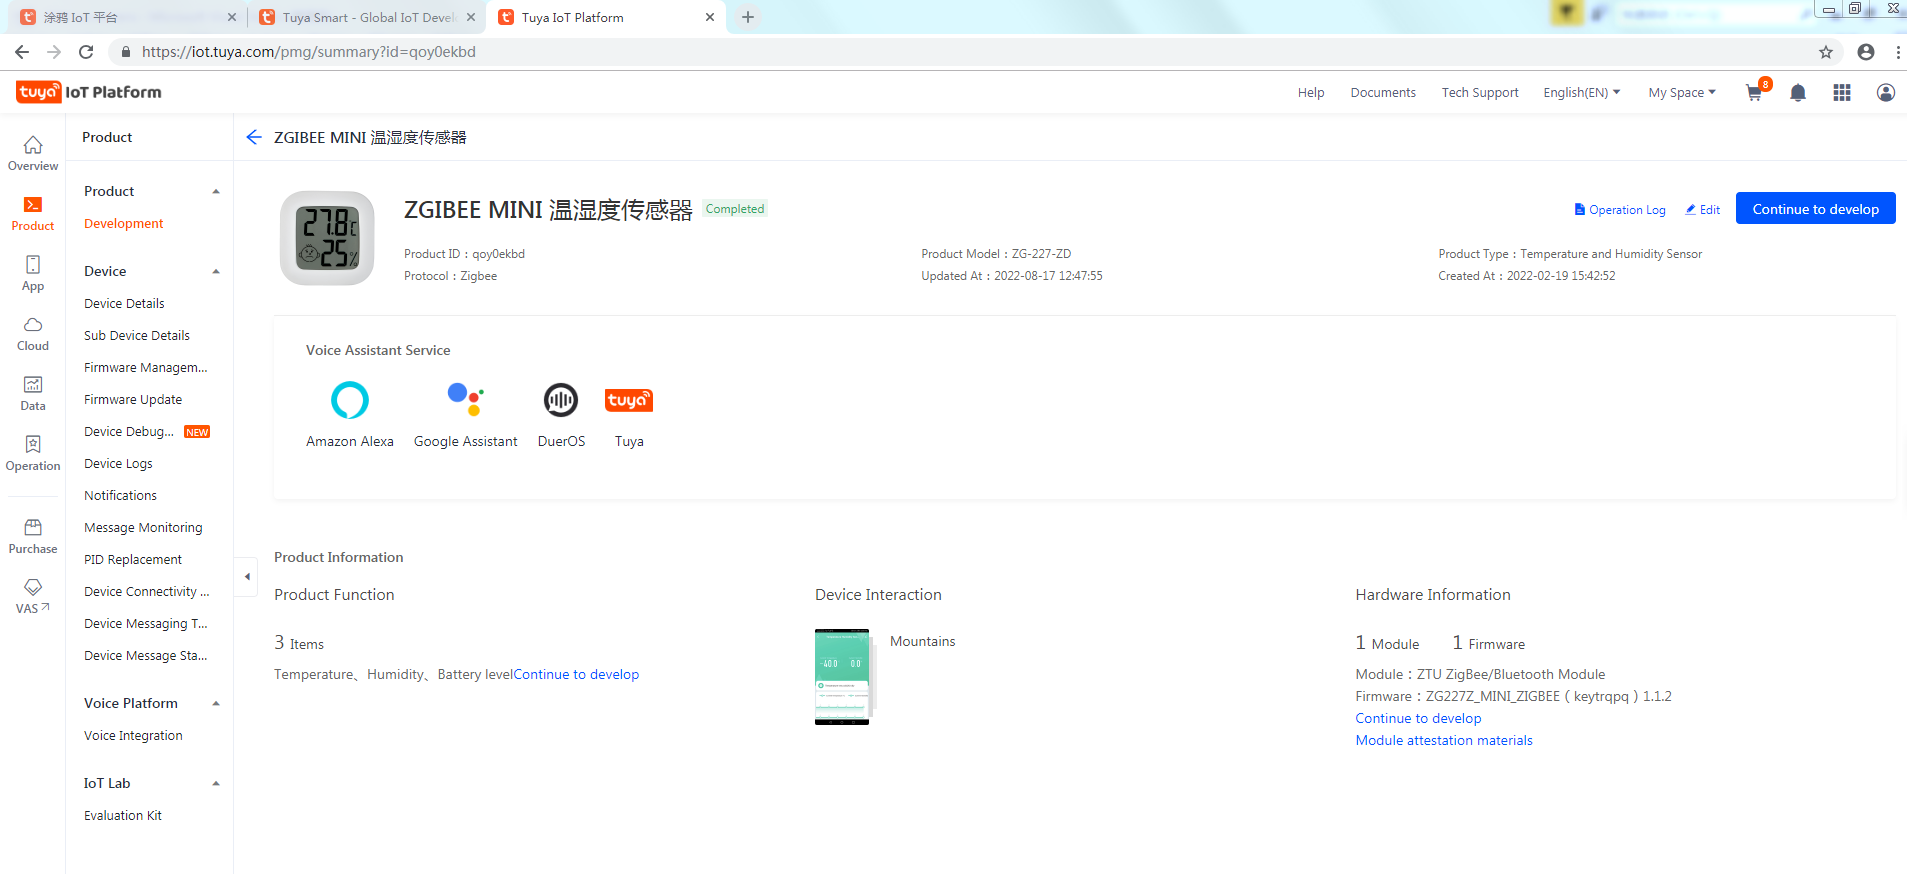 涂鸦 IoT 平台
Tuya Smart - Global IoT Devel
Tuya IoT Platform
https://iot.tuya.com/pmg/summary?id=qoy0ekbd
tuya IoT Platform
Help
Documents
Tech Support
English(EN)
My Space
8
Overview
Product
App
Cloud
Data
Operation
Purchase
VAS
Product
Product
Development
Device
Device Details
Sub Device Details
Firmware Managem...
Firmware Update
Device Debug... NEW
Device Logs
Notifications
Message Monitoring
PID Replacement
Device Connectivity ...
Device Messaging T...
Device Message Sta...
Voice Platform
Voice Integration
IoT Lab
Evaluation Kit
ZGIBEE MINI 温湿度传感器
27.8℃
25%
ZGIBEE MINI 温湿度传感器 Completed
Operation Log
Edit
Continue to develop
Product ID：qoy0ekbd
Product Model：ZG-227-ZD
Product Type：Temperature and Humidity Sensor
Protocol：Zigbee
Updated At：2022-08-17 12:47:55
Created At：2022-02-19 15:42:52
Voice Assistant Service
tuya
Amazon Alexa
Google Assistant
DuerOS
Tuya
Product Information
Product Function
3 Items
Temperature、Humidity、Battery levelContinue to develop
Device Interaction
-40.0 0.0
Mountains
Hardware Information
1 Module 1 Firmware
Module：ZTU ZigBee/Bluetooth Module
Firmware：ZG227Z_MINI_ZIGBEE ( keytrqpq ) 1.1.2
Continue to develop
Module attestation materials